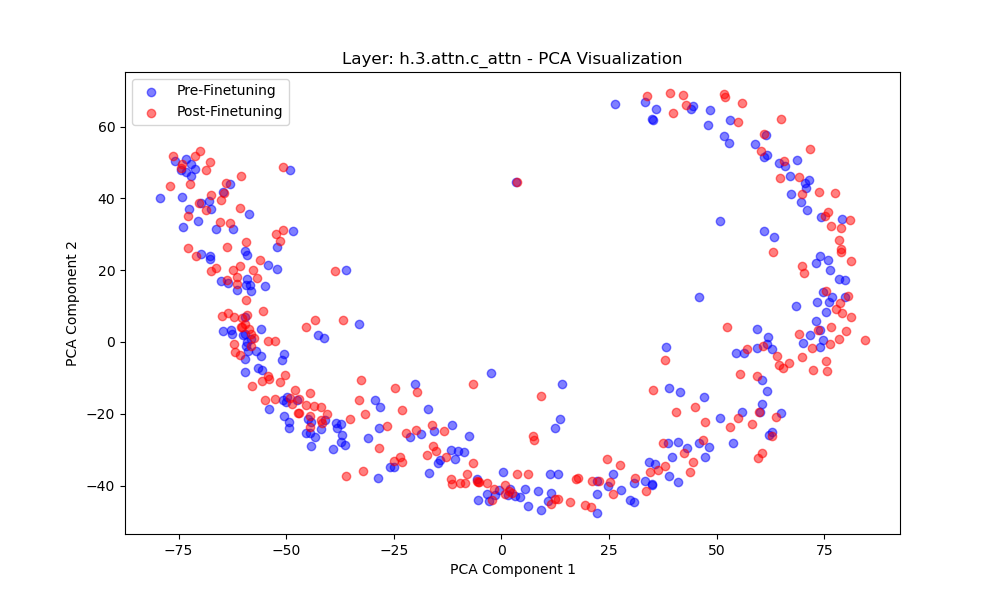 Layer: h.3.attn.c_attn - PCA Visualization
Pre-Finetuning
Post-Finetuning
60
40
20
0
−20
−40
PCA Component 2
−75
−50
−25
0
25
50
75
PCA Component 1